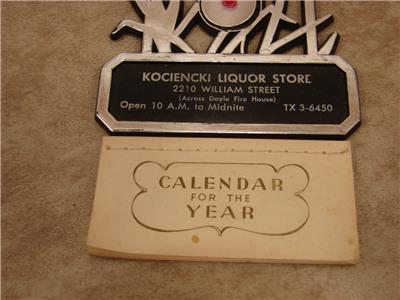 KOCIENCKI LIQUOR STORE
2210 WILLIAM STREET
(Across Doyle Fire House)
Open 10 A.M. to Midnite TX 3-6450
CALENDAR
FOR THE
YEAR